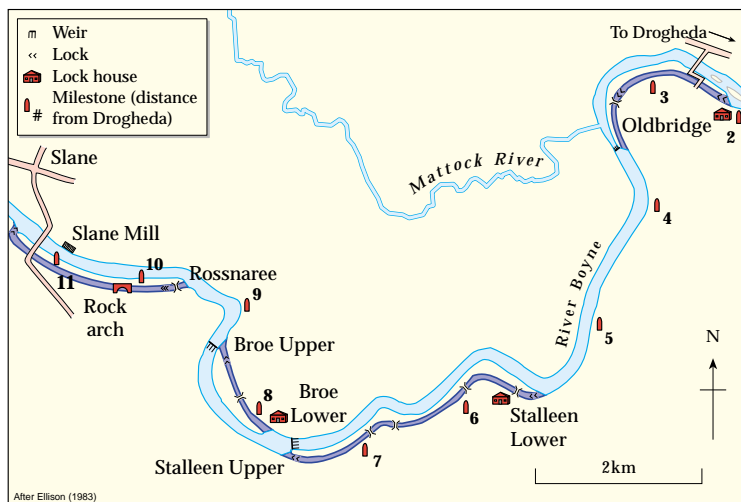 Weir
Lock
Lock house
Milestone (distance
from Drogheda)
#
To Drogheda
3
Oldbridge
2
Mattock River
Slane
4
Slane Mill
10
Rossnaree
11
Rock
arch
9
River Boyne
5
Broe Upper
N
8
Broe
Lower
6
Stalleen
Lower
Stalleen Upper
7
2km
After Ellison (1983)